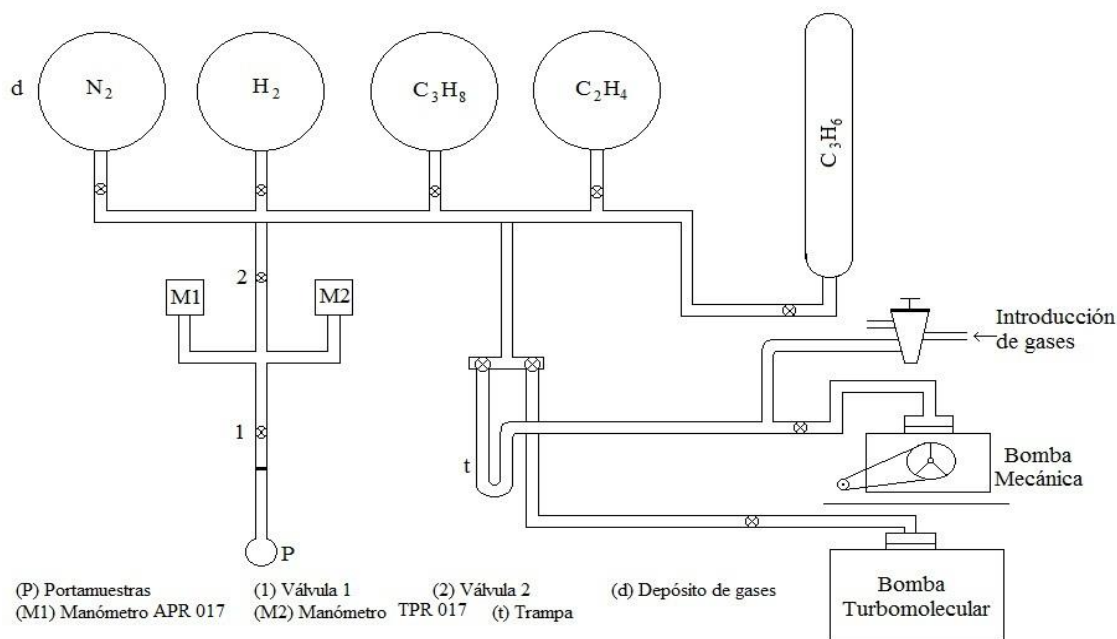 d
N₂
H₂
C₃H₈
C₂H₄
C₃H₆
2
M1
M2
Introducción
de gases
1
t
Bomba
Mecánica
P
Bomba
Turbomolecular
(P) Portamuestras (1) Válvula 1 (2) Válvula 2 (d) Depósito de gases
(M1) Manómetro APR 017 (M2) Manómetro TPR 017 (t) Trampa